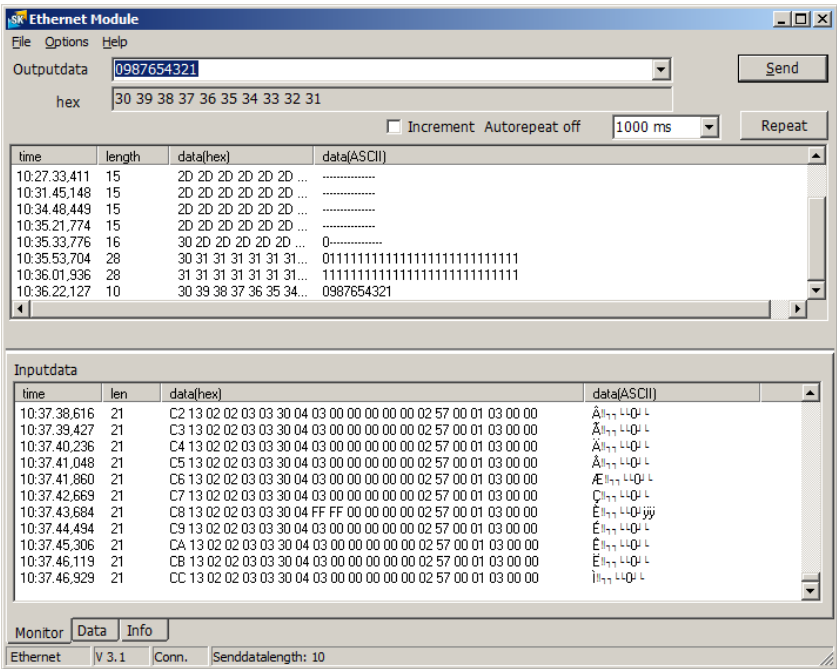 SK Ethernet Module
File Options Help
Outputdata 0987654321 Send
hex 30 39 38 37 36 35 34 33 32 31
Increment Autorepeat off 1000 ms Repeat
time length data(hex) data(ASCII)
10:27.33,411 15 2D 2D 2D 2D 2D 2D ... ---------------
10:31.45,148 15 2D 2D 2D 2D 2D 2D ... ---------------
10:34.48,449 15 2D 2D 2D 2D 2D 2D ... ---------------
10:35.21,774 15 2D 2D 2D 2D 2D 2D ... ---------------
10:35.33,776 16 30 2D 2D 2D 2D 2D ... 0---------------
10:35.53,704 28 30 31 31 31 31 31 31... 0111111111111111111111111111
10:36.01,936 28 31 31 31 31 31 31 31... 1111111111111111111111111111
10:36.22,127 10 30 39 38 37 36 35 34... 0987654321
Inputdata
time len data(hex) data(ASCII)
10:37.38,616 21 C2 13 02 02 03 03 30 04 03 00 00 00 00 00 02 57 00 01 03 00 00 Â‼┐┐└└0┘└
10:37.39,427 21 C3 13 02 02 03 03 30 04 03 00 00 00 00 00 02 57 00 01 03 00 00 Ã‼┐┐└└0┘└
10:37.40,236 21 C4 13 02 02 03 03 30 04 03 00 00 00 00 00 02 57 00 01 03 00 00 Ä‼┐┐└└0┘└
10:37.41,048 21 C5 13 02 02 03 03 30 04 03 00 00 00 00 00 02 57 00 01 03 00 00 Å‼┐┐└└0┘└
10:37.41,860 21 C6 13 02 02 03 03 30 04 03 00 00 00 00 00 02 57 00 01 03 00 00 Æ‼┐┐└└0┘└
10:37.42,669 21 C7 13 02 02 03 03 30 04 03 00 00 00 00 00 02 57 00 01 03 00 00 Ç‼┐┐└└0┘└
10:37.43,684 21 C8 13 02 02 03 03 30 04 FF FF 00 00 00 00 02 57 00 01 03 00 00 È‼┐┐└└0┘ÿÿ
10:37.44,494 21 C9 13 02 02 03 03 30 04 03 00 00 00 00 00 02 57 00 01 03 00 00 É‼┐┐└└0┘└
10:37.45,306 21 CA 13 02 02 03 03 30 04 03 00 00 00 00 00 02 57 00 01 03 00 00 Ê‼┐┐└└0┘└
10:37.46,119 21 CB 13 02 02 03 03 30 04 03 00 00 00 00 00 02 57 00 01 03 00 00 Ë‼┐┐└└0┘└
10:37.46,929 21 CC 13 02 02 03 03 30 04 03 00 00 00 00 00 02 57 00 01 03 00 00 Ì‼┐┐└└0┘└
Monitor Data Info
Ethernet V 3.1 Conn. Senddatalength: 10